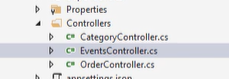 Properties
Controllers
C# CategoryController.cs
C# EventsController.cs
C# OrderController.cs
appsettings.json